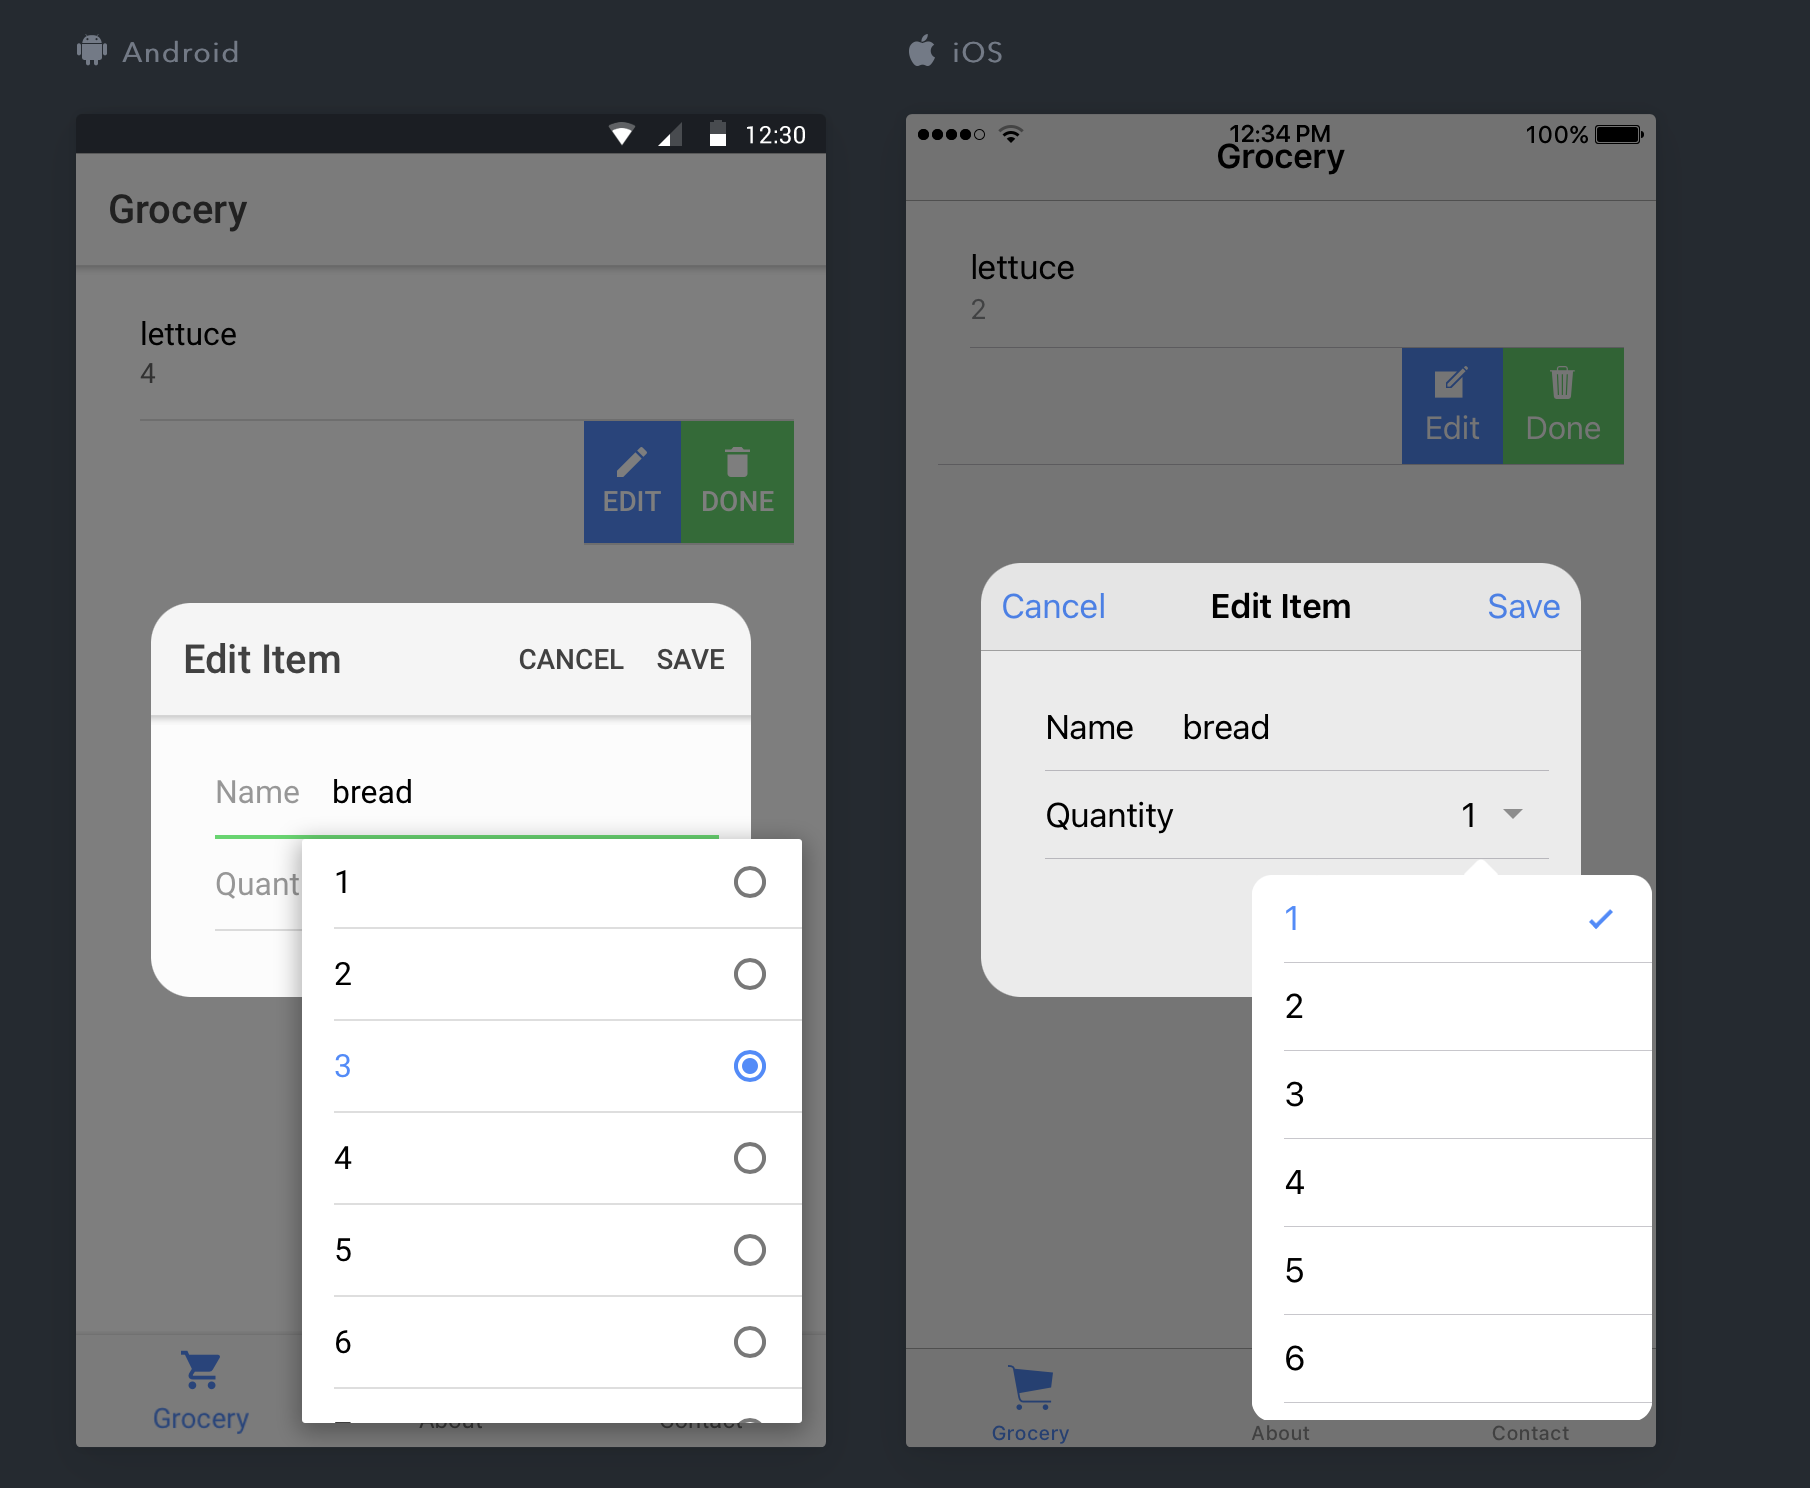 Android
12:30
Grocery
lettuce
4
EDIT
DONE
Edit Item
CANCEL
SAVE
Name
bread
Quant
1
2
3
4
5
6
Grocery
About
Contact
iOS
12:34 PM
100%
Grocery
lettuce
2
Edit
Done
Cancel
Edit Item
Save
Name
bread
Quantity
1
1
2
3
4
5
6
Grocery
About
Contact